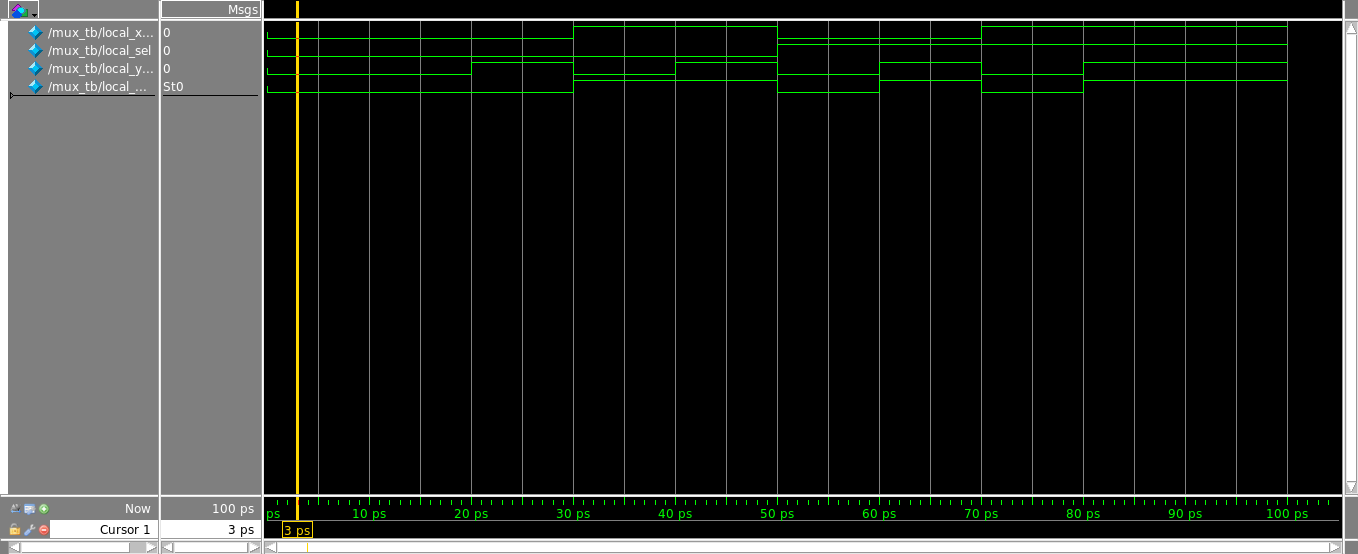 Msgs
/mux_tb/local_x... 0
/mux_tb/local_sel 0
/mux_tb/local_y... 0
/mux_tb/local_... St0
Now 100 ps ps 10 ps 20 ps 30 ps 40 ps 50 ps 60 ps 70 ps 80 ps 90 ps 100 ps
Cursor 1 3 ps 3 ps